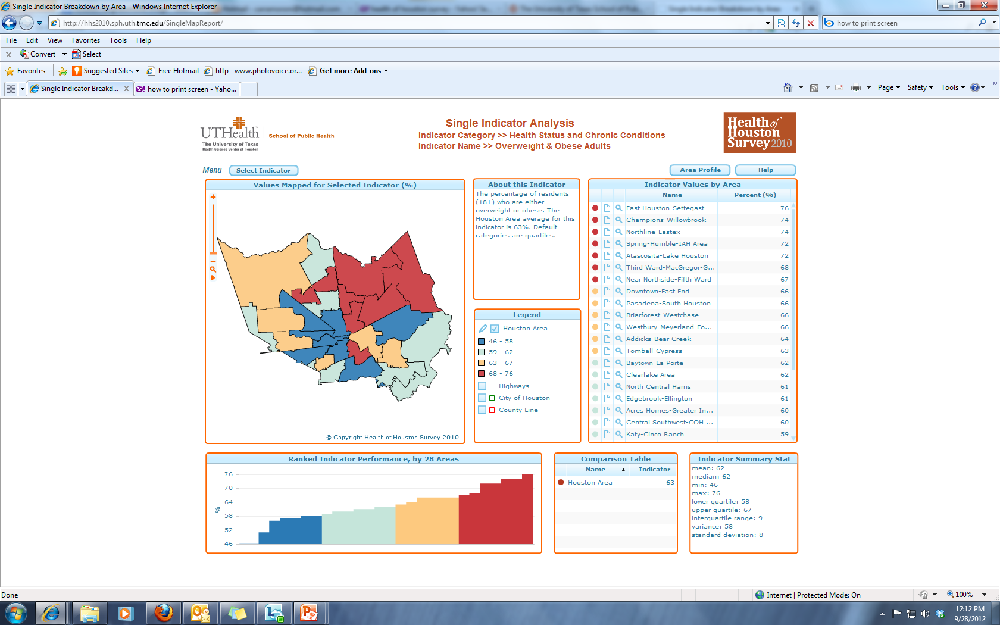 Single Indicator Breakdown by Area - Windows Internet Explorer
http://hhs2010.sph.uth.tmc.edu/SingleMapReport/
how to print screen
File Edit View Favorites Tools Help
x Convert Select
Favorites Suggested Sites Free Hotmail http--www.photovoice.or... Get more Add-ons
Single Indicator Breakd... how to print screen - Yaho...
Page Safety Tools
UTHealth
The University of Texas
Health Science Center at Houston
School of Public Health
Single Indicator Analysis
Indicator Category >> Health Status and Chronic Conditions
Indicator Name >> Overweight & Obese Adults
Health of
Houston
Survey 2010
Menu Select Indicator
Area Profile Help
Values Mapped for Selected Indicator (%)
© Copyright Health of Houston Survey 2010
About this Indicator
The percentage of residents
(18+) who are either
overweight or obese. The
Houston Area average for this
indicator is 63%. Default
categories are quartiles.
Legend
Houston Area
46 - 58
59 - 62
63 - 67
68 - 76
Highways
City of Houston
County Line
Indicator Values by Area
Name Percent (%)
East Houston-Settegast 76
Champions-Willowbrook 74
Northline-Eastex 74
Spring-Humble-IAH Area 72
Atascosita-Lake Houston 72
Third Ward-MacGregor-G... 68
Near Northside-Fifth Ward 67
Downtown-East End 66
Pasadena-South Houston 66
Briarforest-Westchase 66
Westbury-Meyerland-Fo... 66
Addicks-Bear Creek 64
Tomball-Cypress 63
Baytown-La Porte 62
Clearlake Area 62
North Central Harris 61
Edgebrook-Ellington 61
Acres Homes-Greater In... 60
Central Southwest-COH ... 60
Katy-Cinco Ranch 59
Ranked Indicator Performance, by 28 Areas
76
70
64
58
52
46
%
Comparison Table
Name Indicator
Houston Area 63
Indicator Summary Stat
mean: 62
median: 62
min: 46
max: 76
lower quartile: 58
upper quartile: 67
interquartile range: 9
variance: 58
standard deviation: 8
Done
Internet | Protected Mode: On
100%
12:12 PM
9/28/2012